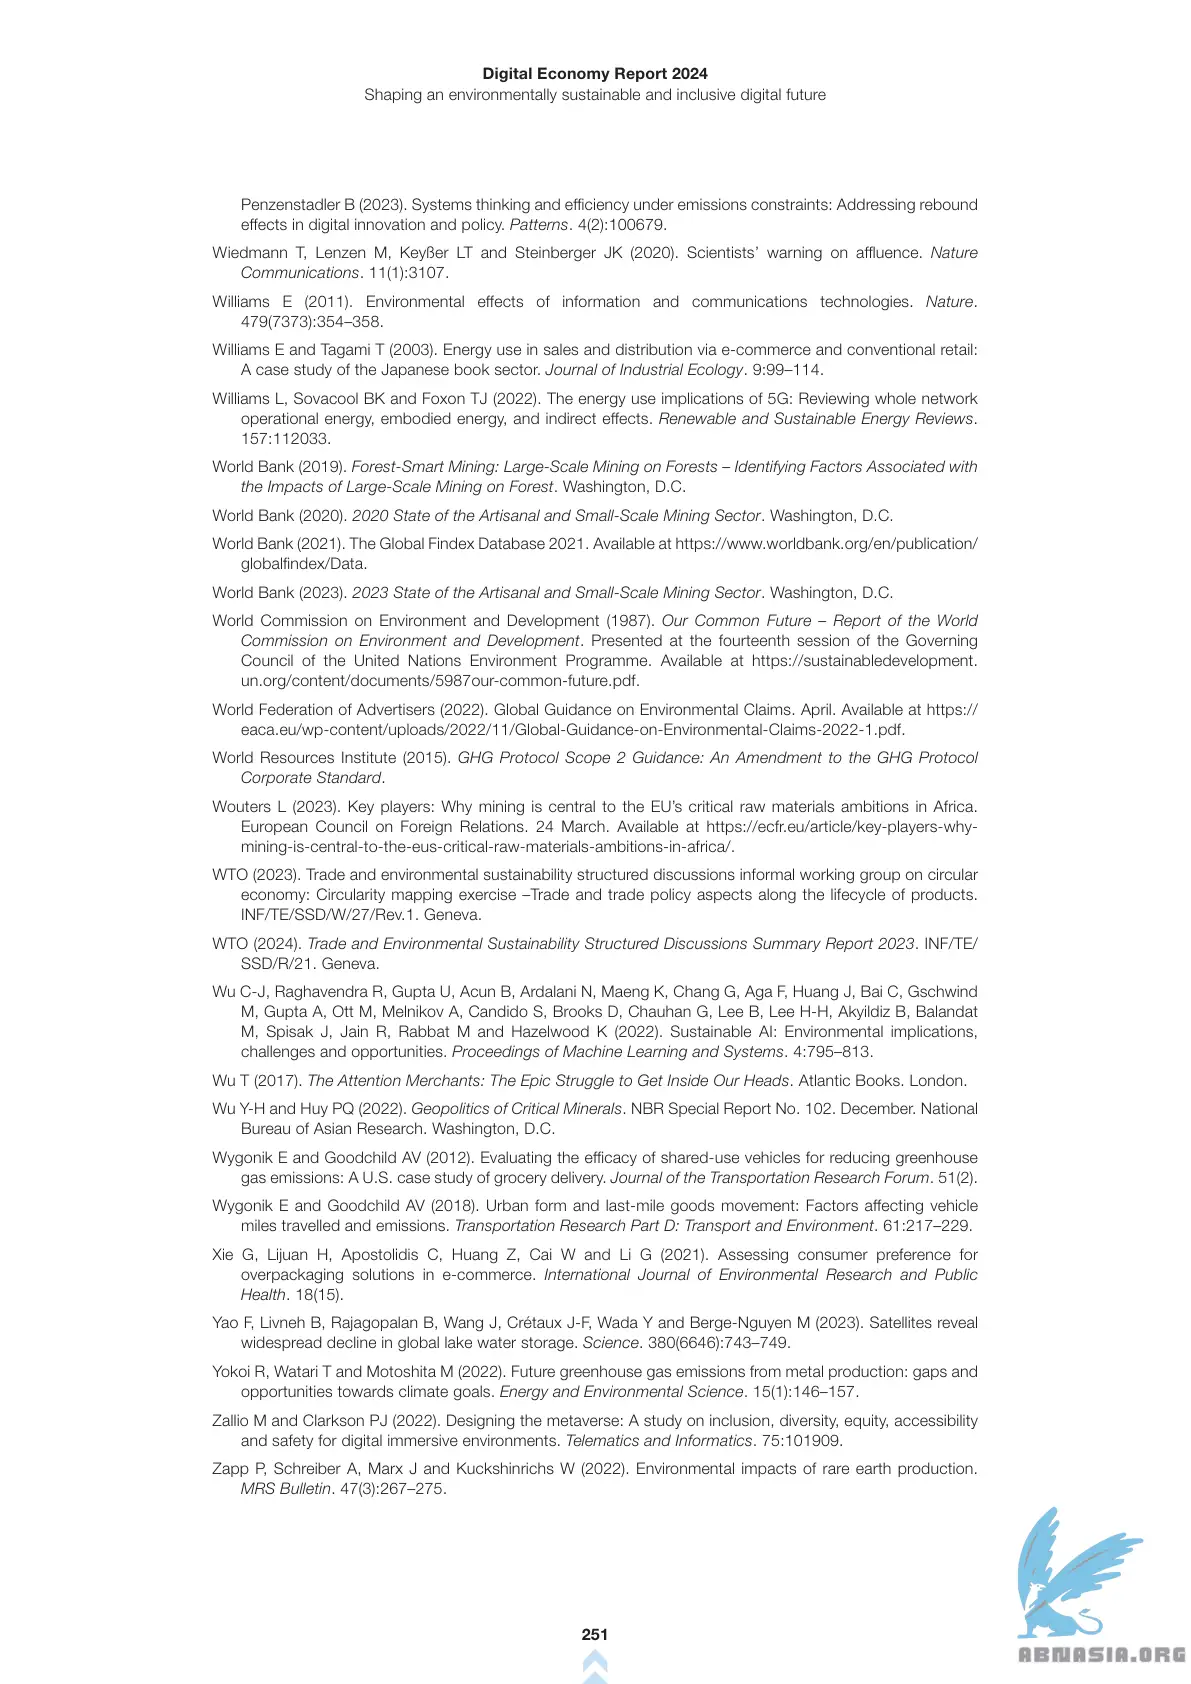 Digital Economy Report 2024
Shaping an environmentally sustainable and inclusive digital future
Penzenstadler B (2023). Systems thinking and efficiency under emissions constraints: Addressing rebound
effects in digital innovation and policy. Patterns. 4(2):100679.
Wiedmann T, Lenzen M, Keyßer LT and Steinberger JK (2020). Scientists’ warning on affluence. Nature
Communications. 11(1):3107.
Williams E (2011). Environmental effects of information and communications technologies. Nature.
479(7373):354–358.
Williams E and Tagami T (2003). Energy use in sales and distribution via e-commerce and conventional retail:
A case study of the Japanese book sector. Journal of Industrial Ecology. 9:99–114.
Williams L, Sovacool BK and Foxon TJ (2022). The energy use implications of 5G: Reviewing whole network
operational energy, embodied energy, and indirect effects. Renewable and Sustainable Energy Reviews.
157:112033.
World Bank (2019). Forest-Smart Mining: Large-Scale Mining on Forests – Identifying Factors Associated with
the Impacts of Large-Scale Mining on Forest. Washington, D.C.
World Bank (2020). 2020 State of the Artisanal and Small-Scale Mining Sector. Washington, D.C.
World Bank (2021). The Global Findex Database 2021. Available at https://www.worldbank.org/en/publication/
globalfindex/Data.
World Bank (2023). 2023 State of the Artisanal and Small-Scale Mining Sector. Washington, D.C.
World Commission on Environment and Development (1987). Our Common Future – Report of the World
Commission on Environment and Development. Presented at the fourteenth session of the Governing
Council of the United Nations Environment Programme. Available at https://sustainabledevelopment.
un.org/content/documents/5987our-common-future.pdf.
World Federation of Advertisers (2022). Global Guidance on Environmental Claims. April. Available at https://
eaca.eu/wp-content/uploads/2022/11/Global-Guidance-on-Environmental-Claims-2022-1.pdf.
World Resources Institute (2015). GHG Protocol Scope 2 Guidance: An Amendment to the GHG Protocol
Corporate Standard.
Wouters L (2023). Key players: Why mining is central to the EU’s critical raw materials ambitions in Africa.
European Council on Foreign Relations. 24 March. Available at https://ecfr.eu/article/key-players-why-
mining-is-central-to-the-eus-critical-raw-materials-ambitions-in-africa/.
WTO (2023). Trade and environmental sustainability structured discussions informal working group on circular
economy: Circularity mapping exercise –Trade and trade policy aspects along the lifecycle of products.
INF/TE/SSD/W/27/Rev.1. Geneva.
WTO (2024). Trade and Environmental Sustainability Structured Discussions Summary Report 2023. INF/TE/
SSD/R/21. Geneva.
Wu C-J, Raghavendra R, Gupta U, Acun B, Ardalani N, Maeng K, Chang G, Aga F, Huang J, Bai C, Gschwind
M, Gupta A, Ott M, Melnikov A, Candido S, Brooks D, Chauhan G, Lee B, Lee H-H, Akyildiz B, Balandat
M, Spisak J, Jain R, Rabbat M and Hazelwood K (2022). Sustainable AI: Environmental implications,
challenges and opportunities. Proceedings of Machine Learning and Systems. 4:795–813.
Wu T (2017). The Attention Merchants: The Epic Struggle to Get Inside Our Heads. Atlantic Books. London.
Wu Y-H and Huy PQ (2022). Geopolitics of Critical Minerals. NBR Special Report No. 102. December. National
Bureau of Asian Research. Washington, D.C.
Wygonik E and Goodchild AV (2012). Evaluating the efficacy of shared-use vehicles for reducing greenhouse
gas emissions: A U.S. case study of grocery delivery. Journal of the Transportation Research Forum. 51(2).
Wygonik E and Goodchild AV (2018). Urban form and last-mile goods movement: Factors affecting vehicle
miles travelled and emissions. Transportation Research Part D: Transport and Environment. 61:217–229.
Xie G, Lijuan H, Apostolidis C, Huang Z, Cai W and Li G (2021). Assessing consumer preference for
overpackaging solutions in e-commerce. International Journal of Environmental Research and Public
Health. 18(15).
Yao F, Livneh B, Rajagopalan B, Wang J, Crétaux J-F, Wada Y and Berge-Nguyen M (2023). Satellites reveal
widespread decline in global lake water storage. Science. 380(6646):743–749.
Yokoi R, Watari T and Motoshita M (2022). Future greenhouse gas emissions from metal production: gaps and
opportunities towards climate goals. Energy and Environmental Science. 15(1):146–157.
Zallio M and Clarkson PJ (2022). Designing the metaverse: A study on inclusion, diversity, equity, accessibility
and safety for digital immersive environments. Telematics and Informatics. 75:101909.
Zapp P, Schreiber A, Marx J and Kuckshinrichs W (2022). Environmental impacts of rare earth production.
MRS Bulletin. 47(3):267–275.
251
ABNASIA.ORG